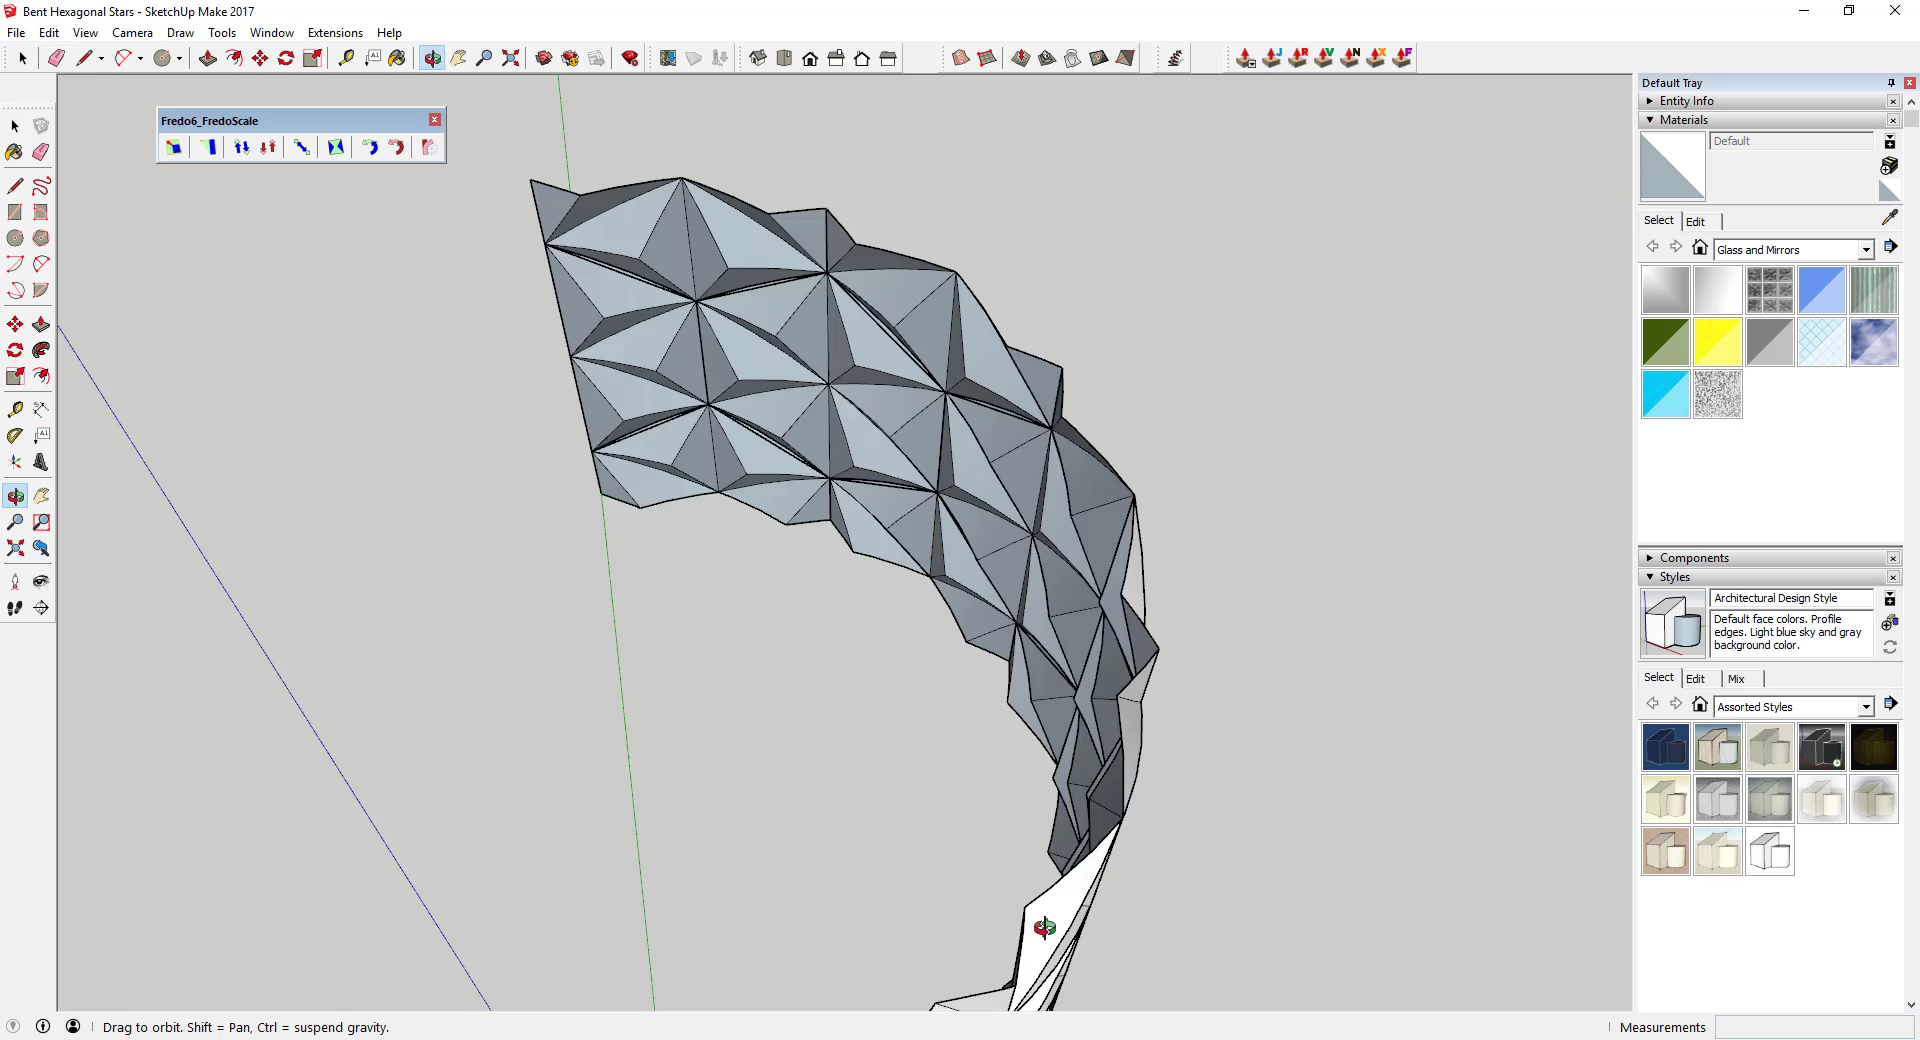 Bent Hexagonal Stars - SketchUp Make 2017
File Edit View Camera Draw Tools Window Extensions Help
J R V N X F
Default Tray
Entity Info
Materials
Default
Select Edit
Glass and Mirrors
Fredo6_FredoScale
A1
A1
Components
Styles
Architectural Design Style
Default face colors. Profile
edges. Light blue sky and gray
background color.
Select Edit Mix
Assorted Styles
Drag to orbit. Shift = Pan, Ctrl = suspend gravity.
Measurements